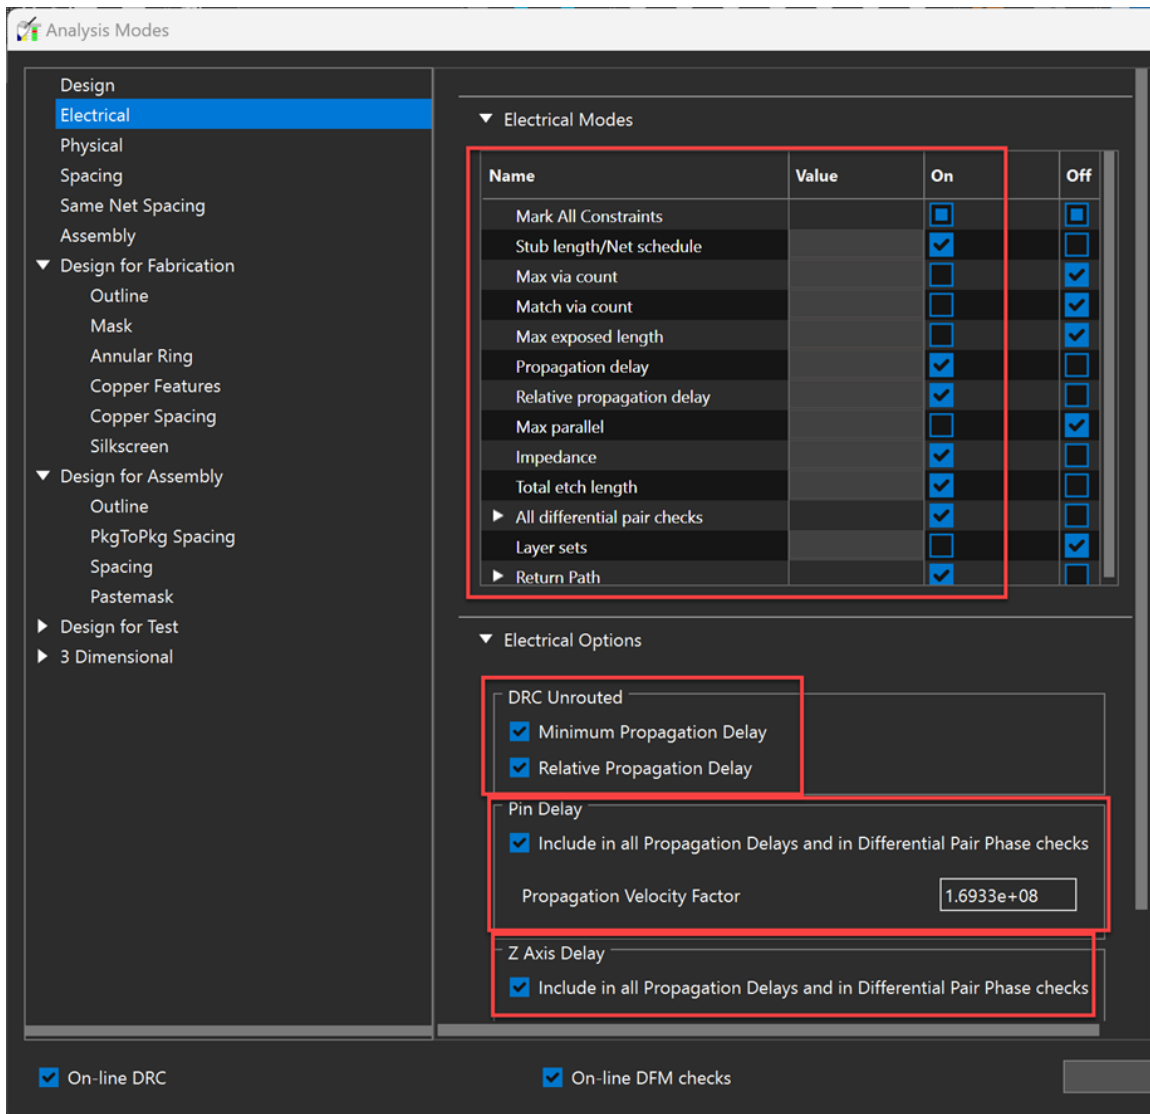 Analysis Modes
Design
Electrical
Physical
Spacing
Same Net Spacing
Assembly
Design for Fabrication
Outline
Mask
Annular Ring
Copper Features
Copper Spacing
Silkscreen
Design for Assembly
Outline
PkgToPkg Spacing
Spacing
Pastemask
Design for Test
3 Dimensional
Electrical Modes
Name Value On Off
Mark All Constraints
Stub length/Net schedule
Max via count
Match via count
Max exposed length
Propagation delay
Relative propagation delay
Max parallel
Impedance
Total etch length
All differential pair checks
Layer sets
Return Path
Electrical Options
DRC Unrouted
Minimum Propagation Delay
Relative Propagation Delay
Pin Delay
Include in all Propagation Delays and in Differential Pair Phase checks
Propagation Velocity Factor 1.6933e+08
Z Axis Delay
Include in all Propagation Delays and in Differential Pair Phase checks
On-line DRC On-line DFM checks